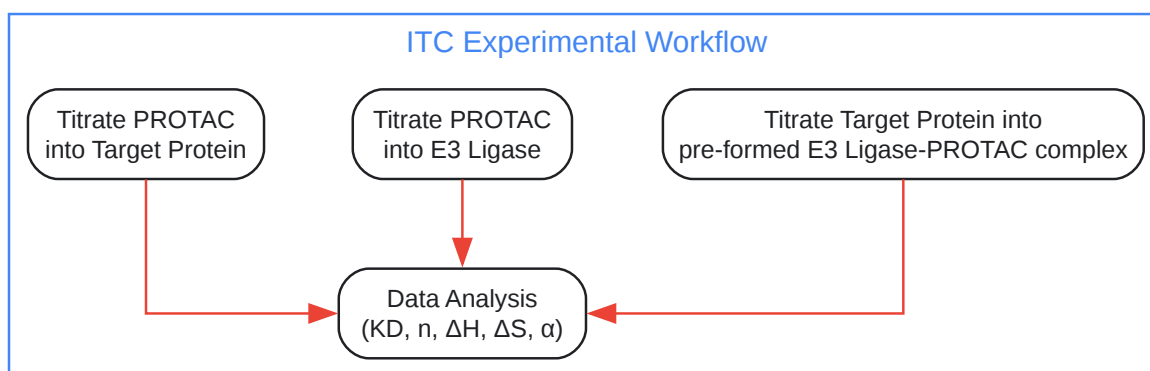 ITC Experimental Workflow
Titrate PROTAC
into Target Protein
Titrate PROTAC
into E3 Ligase
Titrate Target Protein into
pre-formed E3 Ligase-PROTAC complex
Data Analysis
(KD, n, ΔH, ΔS, α)